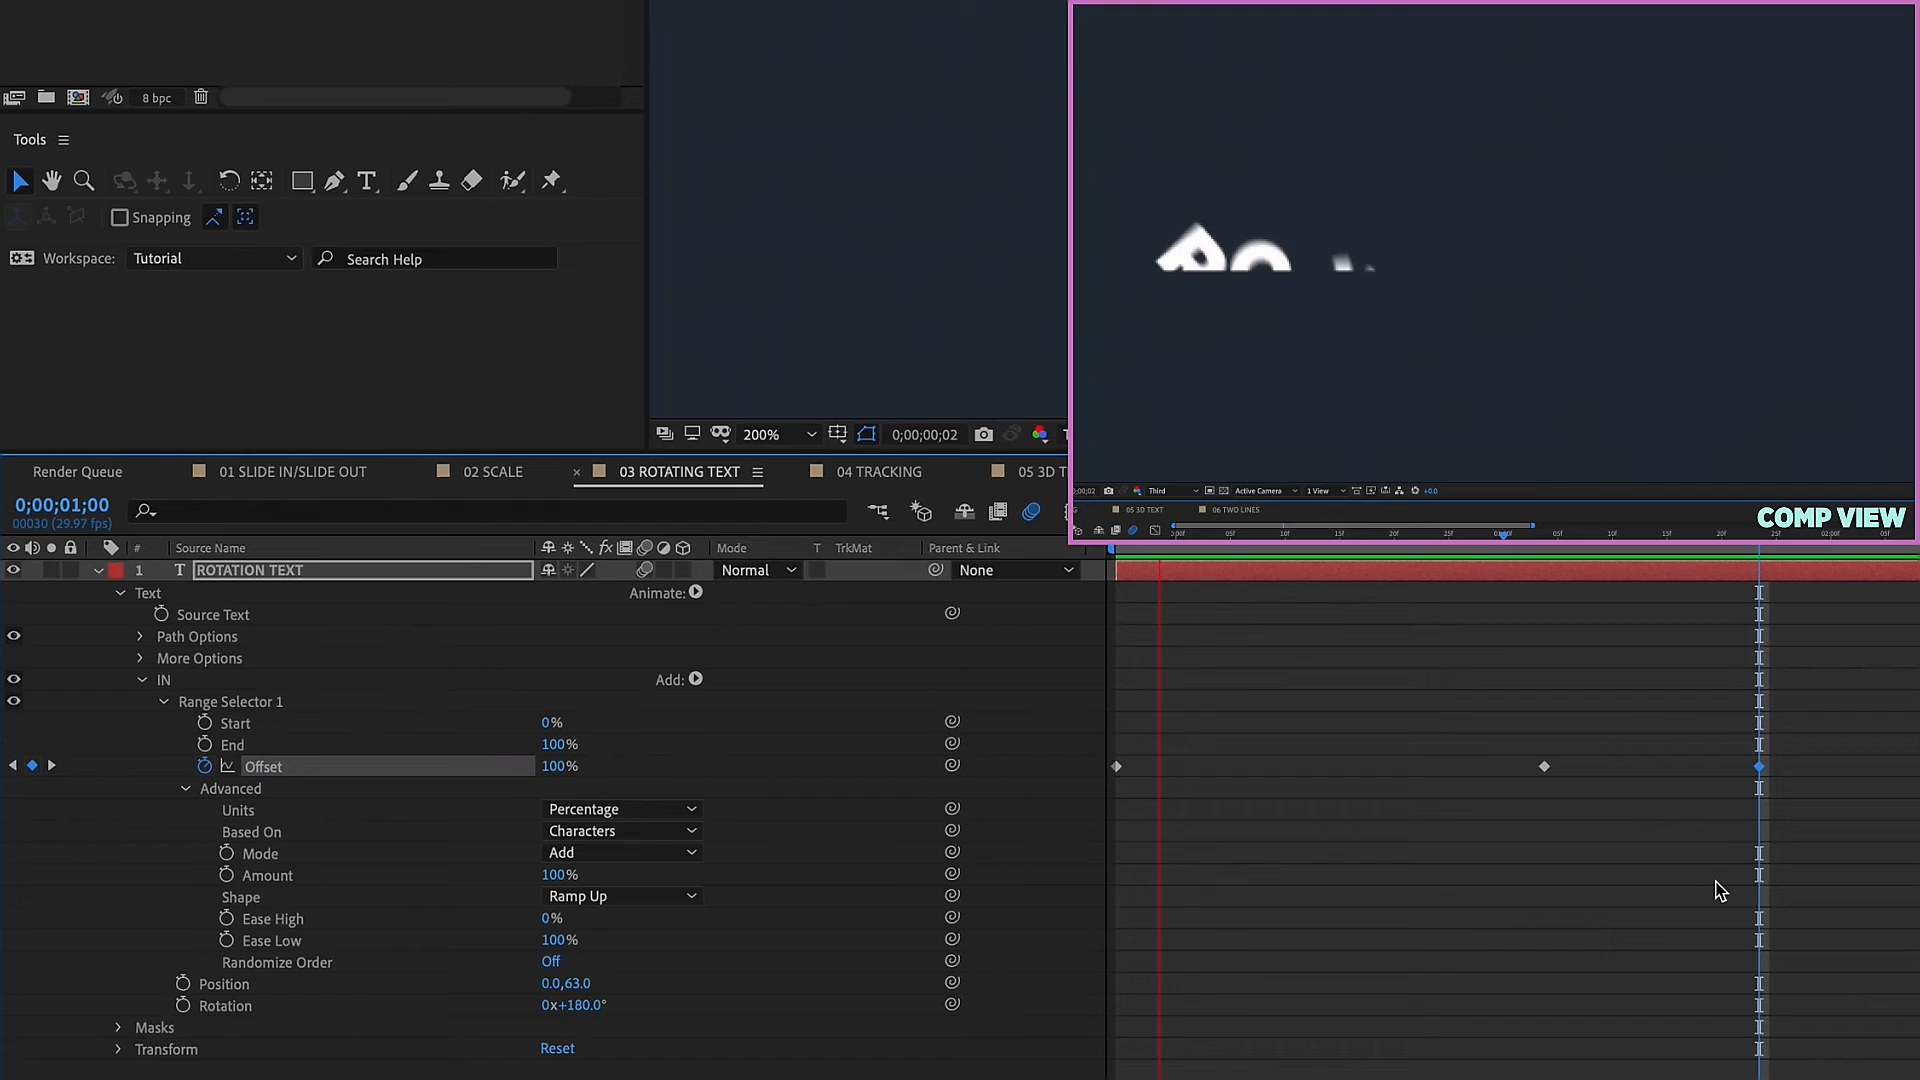 8 bpc
Tools
Snapping
Workspace: Tutorial Search Help
RO
200% 0;00;00;02
Third Active Camera 1 View +0.0
05 3D TEXT 06 TWO LINES
COMP VIEW
Render Queue 01 SLIDE IN/SLIDE OUT 02 SCALE × 03 ROTATING TEXT 04 TRACKING 05 3D T
0;00;01;00
00030 (29.97 fps)
# Source Name fx Mode T TrkMat Parent & Link
1 T ROTATION TEXT Normal None
Text Animate:
Source Text
Path Options
More Options
IN Add:
Range Selector 1
Start 0%
End 100%
Offset 100%
Advanced
Units Percentage
Based On Characters
Mode Add
Amount 100%
Shape Ramp Up
Ease High 0%
Ease Low 100%
Randomize Order Off
Position 0.0,63.0
Rotation 0x+180.0°
Masks
Transform Reset